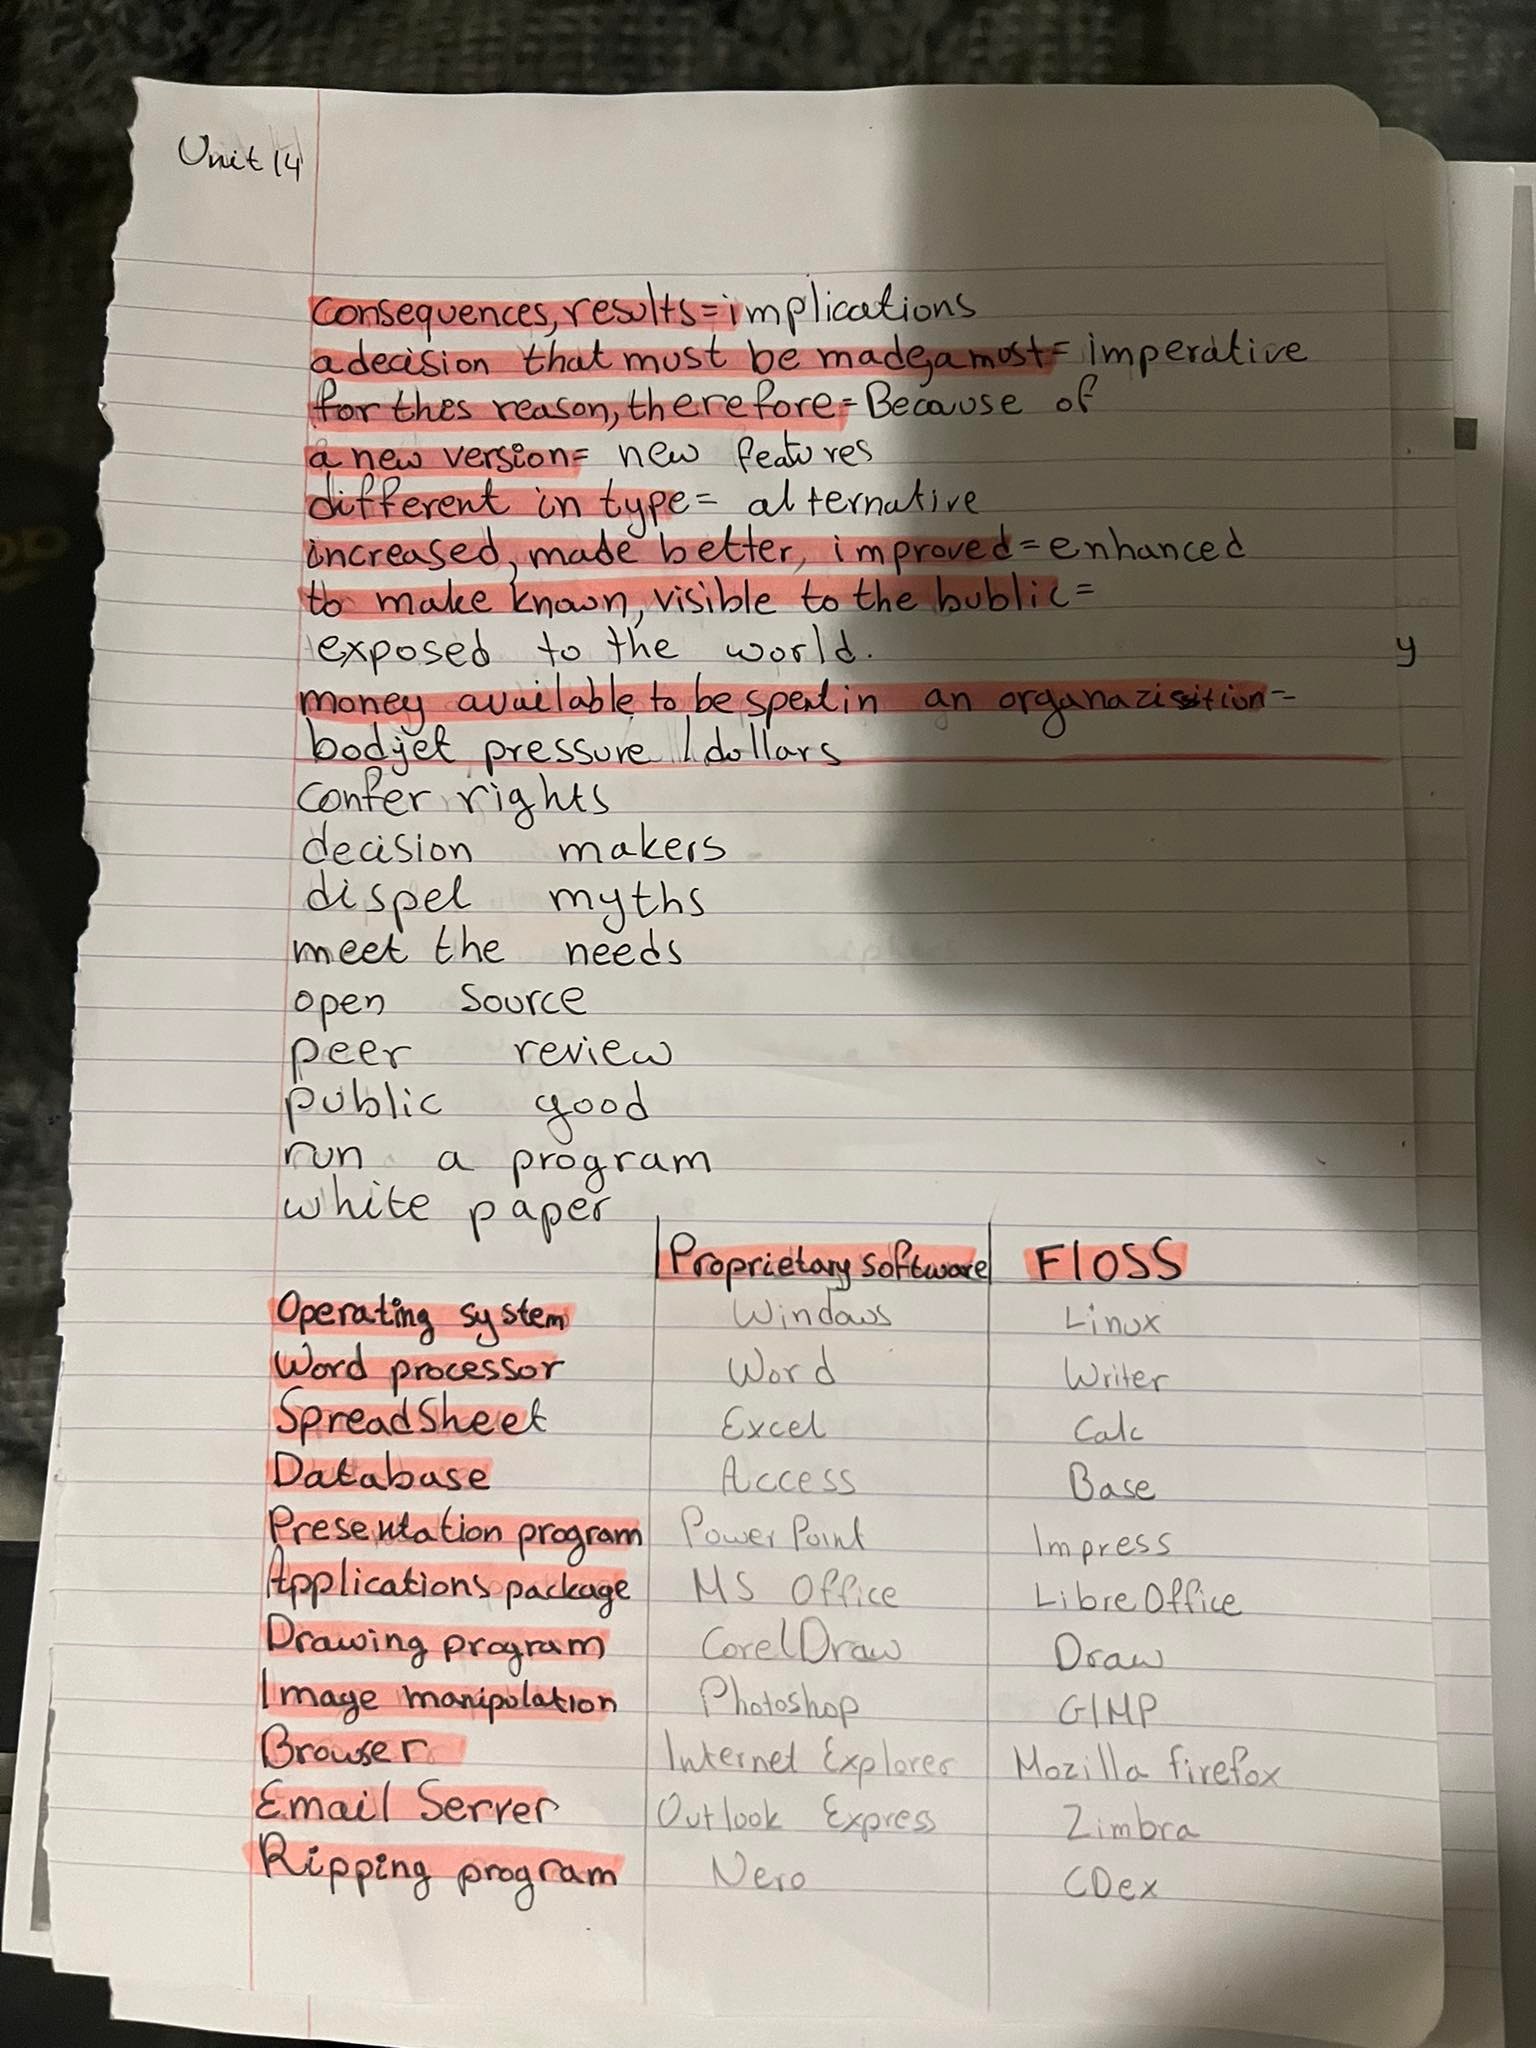 Unit 14
consequences, results = implications
a decision that must be made, a must = imperative
for this reason, therefore = Because of
a new version = new features
different in type = alternative
increased, made better, improved = enhanced
to make known, visible to the bublic =
exposed to the world.
y
money available to be spent in an organazisition =
bodjet pressure / dollars
confer rights
decision makers
dispel myths
meet the needs
open source
peer review
public good
run a program
white paper
Proprietary software FlOSS
Operating system Windows Linux
Word processor Word Writer
SpreadSheet Excel Calc
Database Access Base
Presentation program PowerPoint Impress
Applications package MS Office LibreOffice
Drawing program CorelDraw Draw
Image manipulation Photoshop GIMP
Browser Internet Explorer Mozilla firefox
Email Server Outlook Express Zimbra
Ripping program Nero CDex